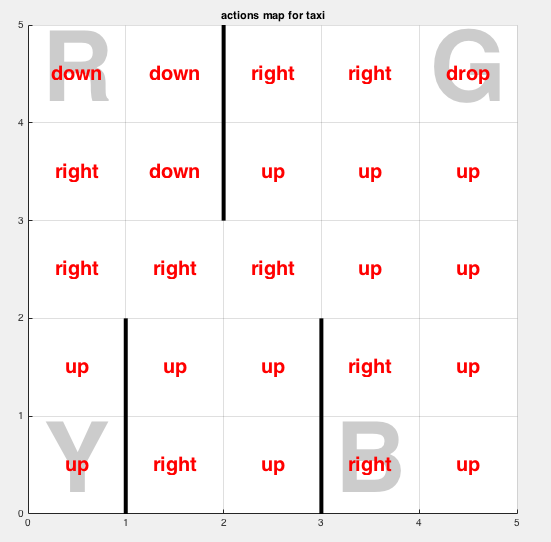 actions map for taxi
5
R G
down down right right drop
4
right down up up up
3
right right right up up
2
up up up right up
1
Y B
up right up right up
0
0 1 2 3 4 5